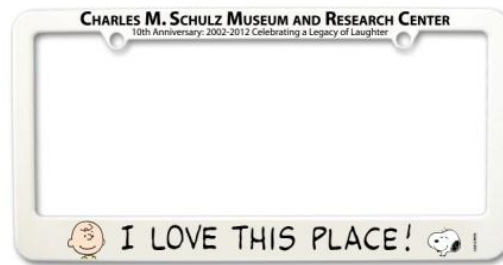 CHARLES M. SCHULZ MUSEUM AND RESEARCH CENTER
10th Anniversary: 2002-2012 Celebrating a Legacy of Laughter
I LOVE THIS PLACE!